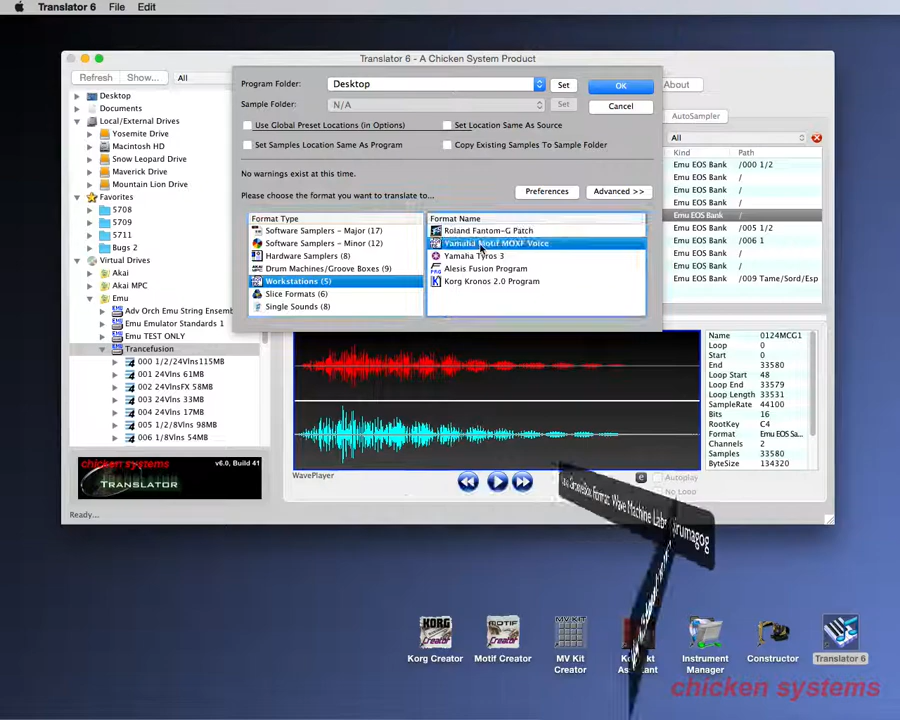 Translator 6 File Edit
Translator 6 - A Chicken System Product
Refresh Show... All
About
Program Folder: Desktop Set OK
Sample Folder: N/A Set Cancel
Use Global Preset Locations (in Options) Set Location Same As Source
Set Samples Location Same As Program Copy Existing Samples To Sample Folder
No warnings exist at this time.
Please choose the format you want to translate to... Preferences Advanced >>
Format Type Format Name
Software Samplers - Major (17) Roland Fantom-G Patch
Software Samplers - Minor (12) Yamaha Motif MOXF Voice
Hardware Samplers (8) Yamaha Tyros 3
Drum Machines/Groove Boxes (9) Alesis Fusion Program
Workstations (5) Korg Kronos 2.0 Program
Slice Formats (6)
Single Sounds (8)
Desktop
Documents
Local/External Drives
Yosemite Drive
Macintosh HD
Snow Leopard Drive
Maverick Drive
Mountain Lion Drive
Favorites
5708
5709
5711
Bugs 2
Virtual Drives
Akai
Akai MPC
Emu
Adv Orch Emu String Ensemb
Emu Emulator Standards 1
Emu TEST ONLY
Trancefusion
000 1/2/24Vlns115MB
001 24Vlns 61MB
002 24VlnsFX 58MB
003 24Vlns 33MB
004 24Vlns 17MB
005 1/2/8Vlns 98MB
006 1/8Vlns 54MB
AutoSampler
All
Kind Path
Emu EOS Bank /000 1/2
Emu EOS Bank /
Emu EOS Bank /
Emu EOS Bank /
Emu EOS Bank /
Emu EOS Bank /005 1/2
Emu EOS Bank /006 1
Emu EOS Bank /
Emu EOS Bank /
Emu EOS Bank /009 Tame/Sord/Esp
Name 0124MCG1
Loop 0
Start 0
End 33580
Loop Start 48
Loop End 33579
Loop Length 33531
SampleRate 44100
Bits 16
RootKey C4
Format Emu EOS Sa...
Channels 2
Samples 33580
ByteSize 134320
WavePlayer
e Autoplay
No Loop
chicken systems
TRANSLATOR
v6.0, Build 41
Ready...
Format: Wave Machine Labs Drumagog
Korg Creator
Motif Creator
MV Kit Creator
Instrument Manager
Constructor
Translator 6
chicken systems